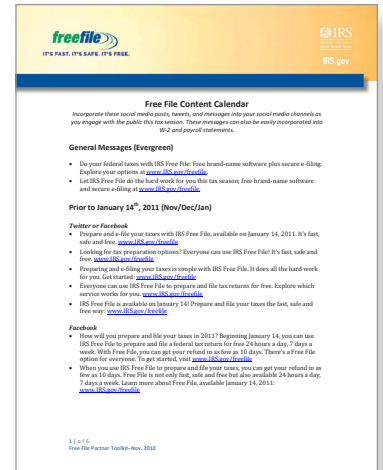 freefile
IT'S FAST. IT'S SAFE. IT'S FREE.
IRS
IRS.gov
Free File Content Calendar
Incorporate these social media posts, tweets, and messages into your social media channels as
you engage with the public this tax season. These messages can also be easily incorporated into
W-2 and payroll statements.
General Messages (Evergreen)
• Do your federal taxes with IRS Free File: Free brand-name software plus secure e-filing.
Explore your options at www.IRS.gov/freefile.
• Let IRS Free File do the hard work for you this tax season; free brand-name software
and secure e-filing at www.IRS.gov/freefile.
Prior to January 14th, 2011 (Nov/Dec/Jan)
Twitter or Facebook
• Prepare and e-file your taxes with IRS Free File, available on January 14, 2011. It's fast,
safe and free. www.IRS.gov/freefile
• Looking for tax preparation options? Everyone can use IRS Free File! It's fast, safe and
free. www.IRS.gov/freefile
• Preparing and e-filing your taxes is simple with IRS Free File. It does all the hard work
for you. Get started: www.IRS.gov/freefile
• Everyone can use IRS Free File to prepare and file tax returns for free. Explore which
service works for you. www.IRS.gov/freefile
• IRS Free File is available on January 14! Prepare and file your taxes the fast, safe and
free way: www.IRS.gov/freefile
Facebook
• How will you prepare and file your taxes in 2011? Beginning January 14, you can use
IRS Free File to prepare and file a federal tax return for free 24 hours a day, 7 days a
week. With Free File, you can get your refund in as few as 10 days. There's a Free File
option for everyone. To get started, visit www.IRS.gov/freefile
• When you use IRS Free File to prepare and file your taxes, you can get your refund in as
few as 10 days. Free File is not only fast, safe and free but also available 24 hours a day,
7 days a week. Learn more about Free File, available January 14, 2011:
www.IRS.gov/freefile
1 | of 6
Free File Partner Toolkit–Nov. 2010